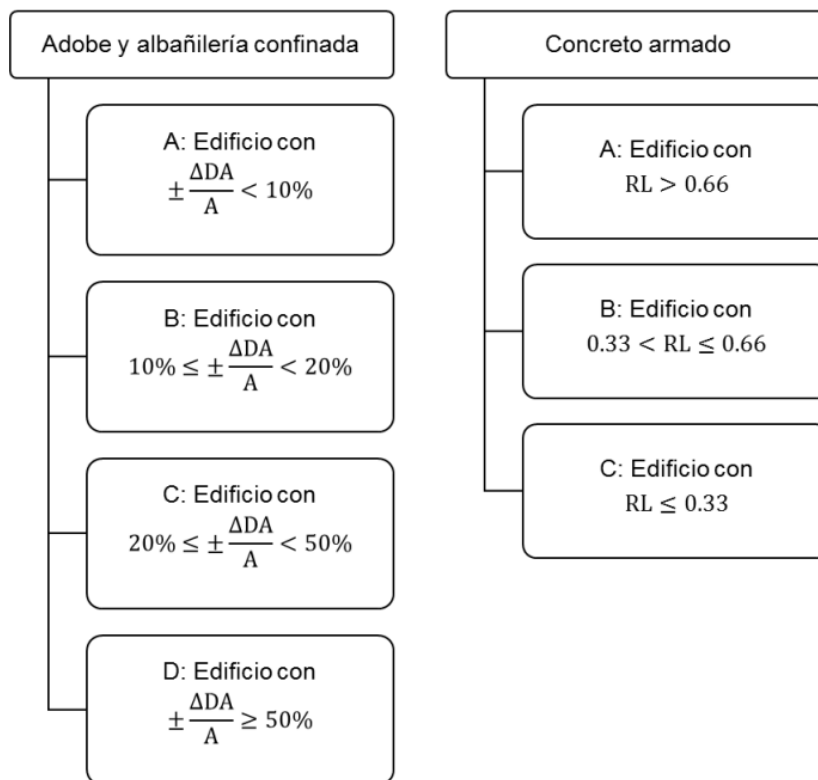 Adobe y albañilería confinada
A: Edificio con
± ΔDA/A < 10%
B: Edificio con
10% ≤ ± ΔDA/A < 20%
C: Edificio con
20% ≤ ± ΔDA/A < 50%
D: Edificio con
± ΔDA/A ≥ 50%
Concreto armado
A: Edificio con
RL > 0.66
B: Edificio con
0.33 < RL ≤ 0.66
C: Edificio con
RL ≤ 0.33